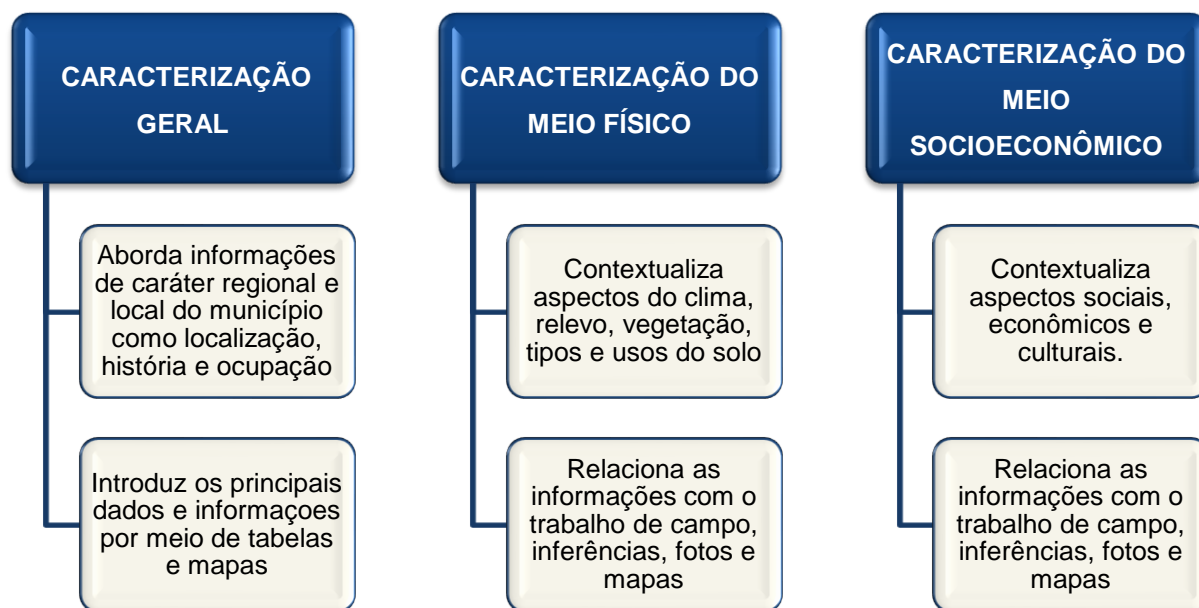 CARACTERIZAÇÃO
GERAL
Aborda informações
de caráter regional e
local do município
como localização,
história e ocupação
Introduz os principais
dados e informaçoes
por meio de tabelas
e mapas
CARACTERIZAÇÃO DO
MEIO FÍSICO
Contextualiza
aspectos do clima,
relevo, vegetação,
tipos e usos do solo
Relaciona as
informações com o
trabalho de campo,
inferências, fotos e
mapas
CARACTERIZAÇÃO DO
MEIO
SOCIOECONÔMICO
Contextualiza
aspectos sociais,
econômicos e
culturais.
Relaciona as
informações com o
trabalho de campo,
inferências, fotos e
mapas